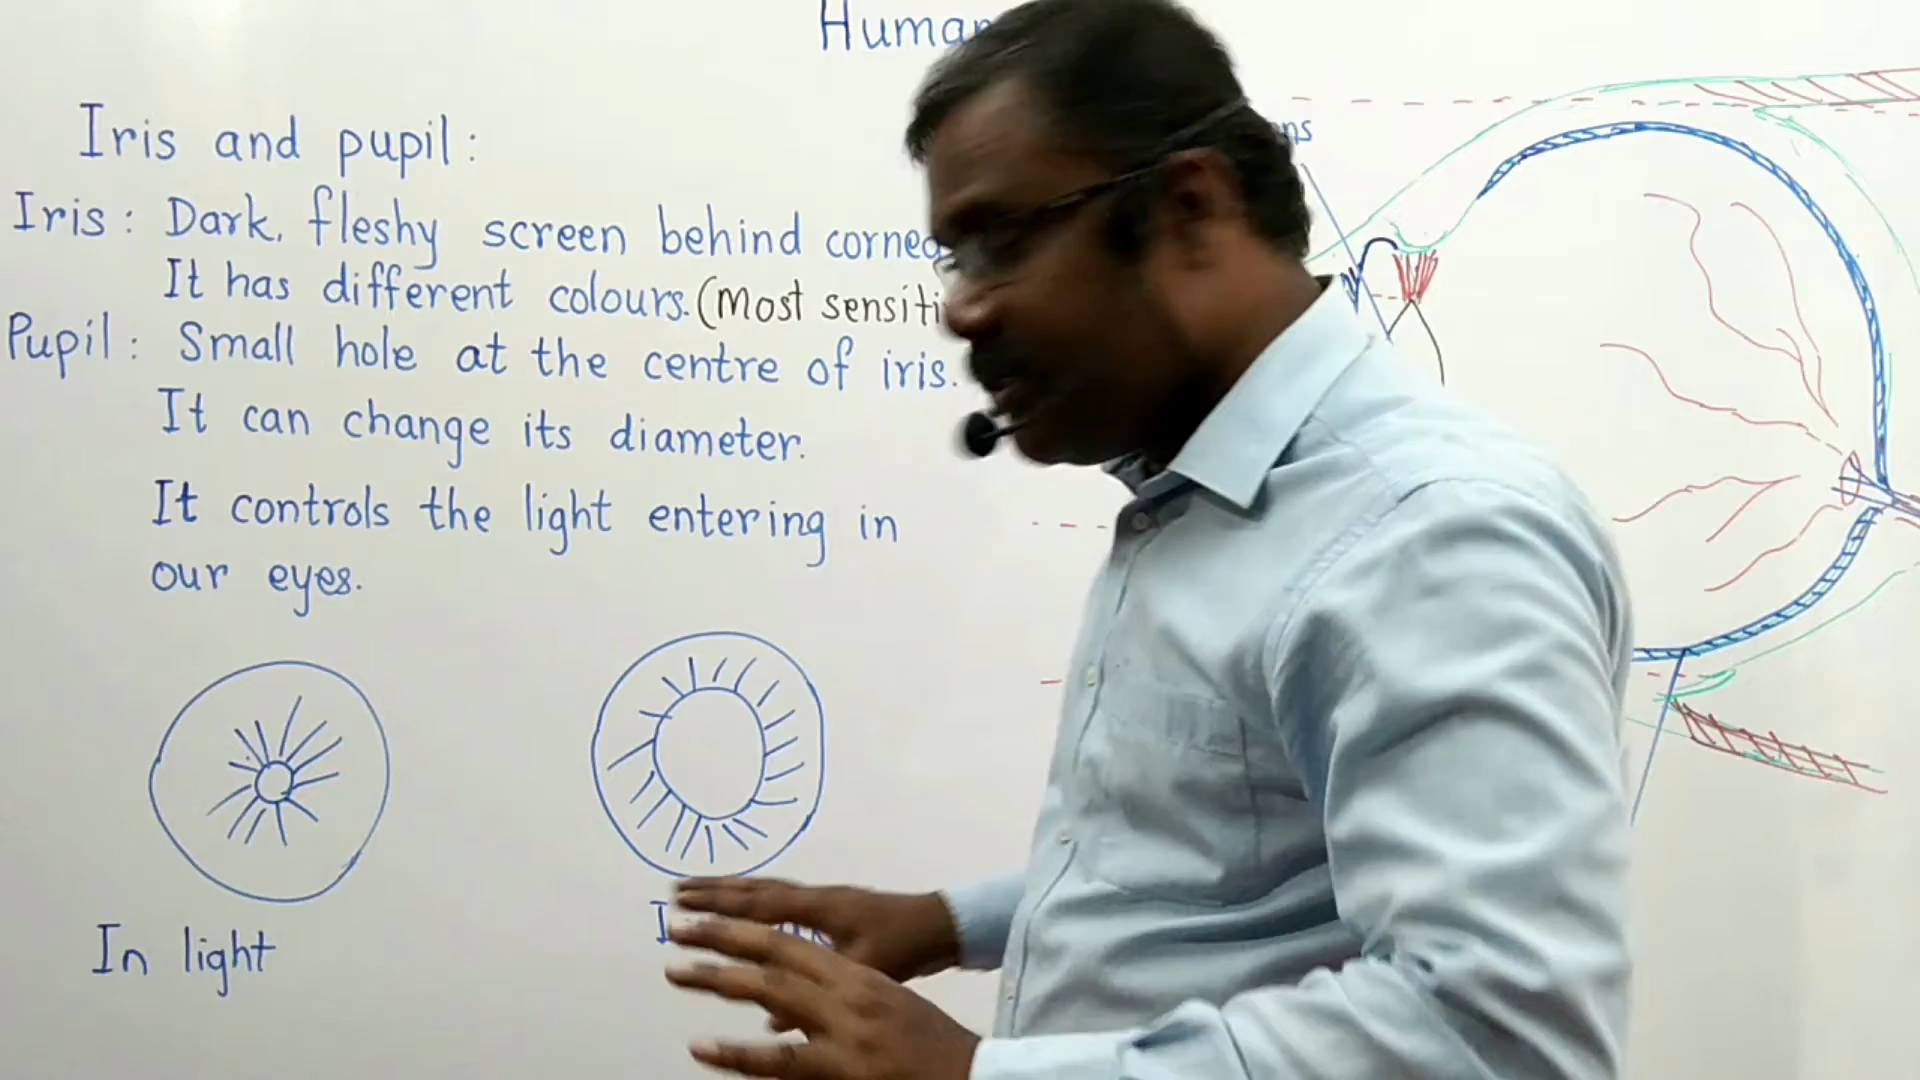 Human
Iris and pupil:
Iris: Dark, fleshy screen behind cornea
It has different colours. (Most sensiti
Pupil: Small hole at the centre of iris.
It can change its diameter.
It controls the light entering in
our eyes.
In light